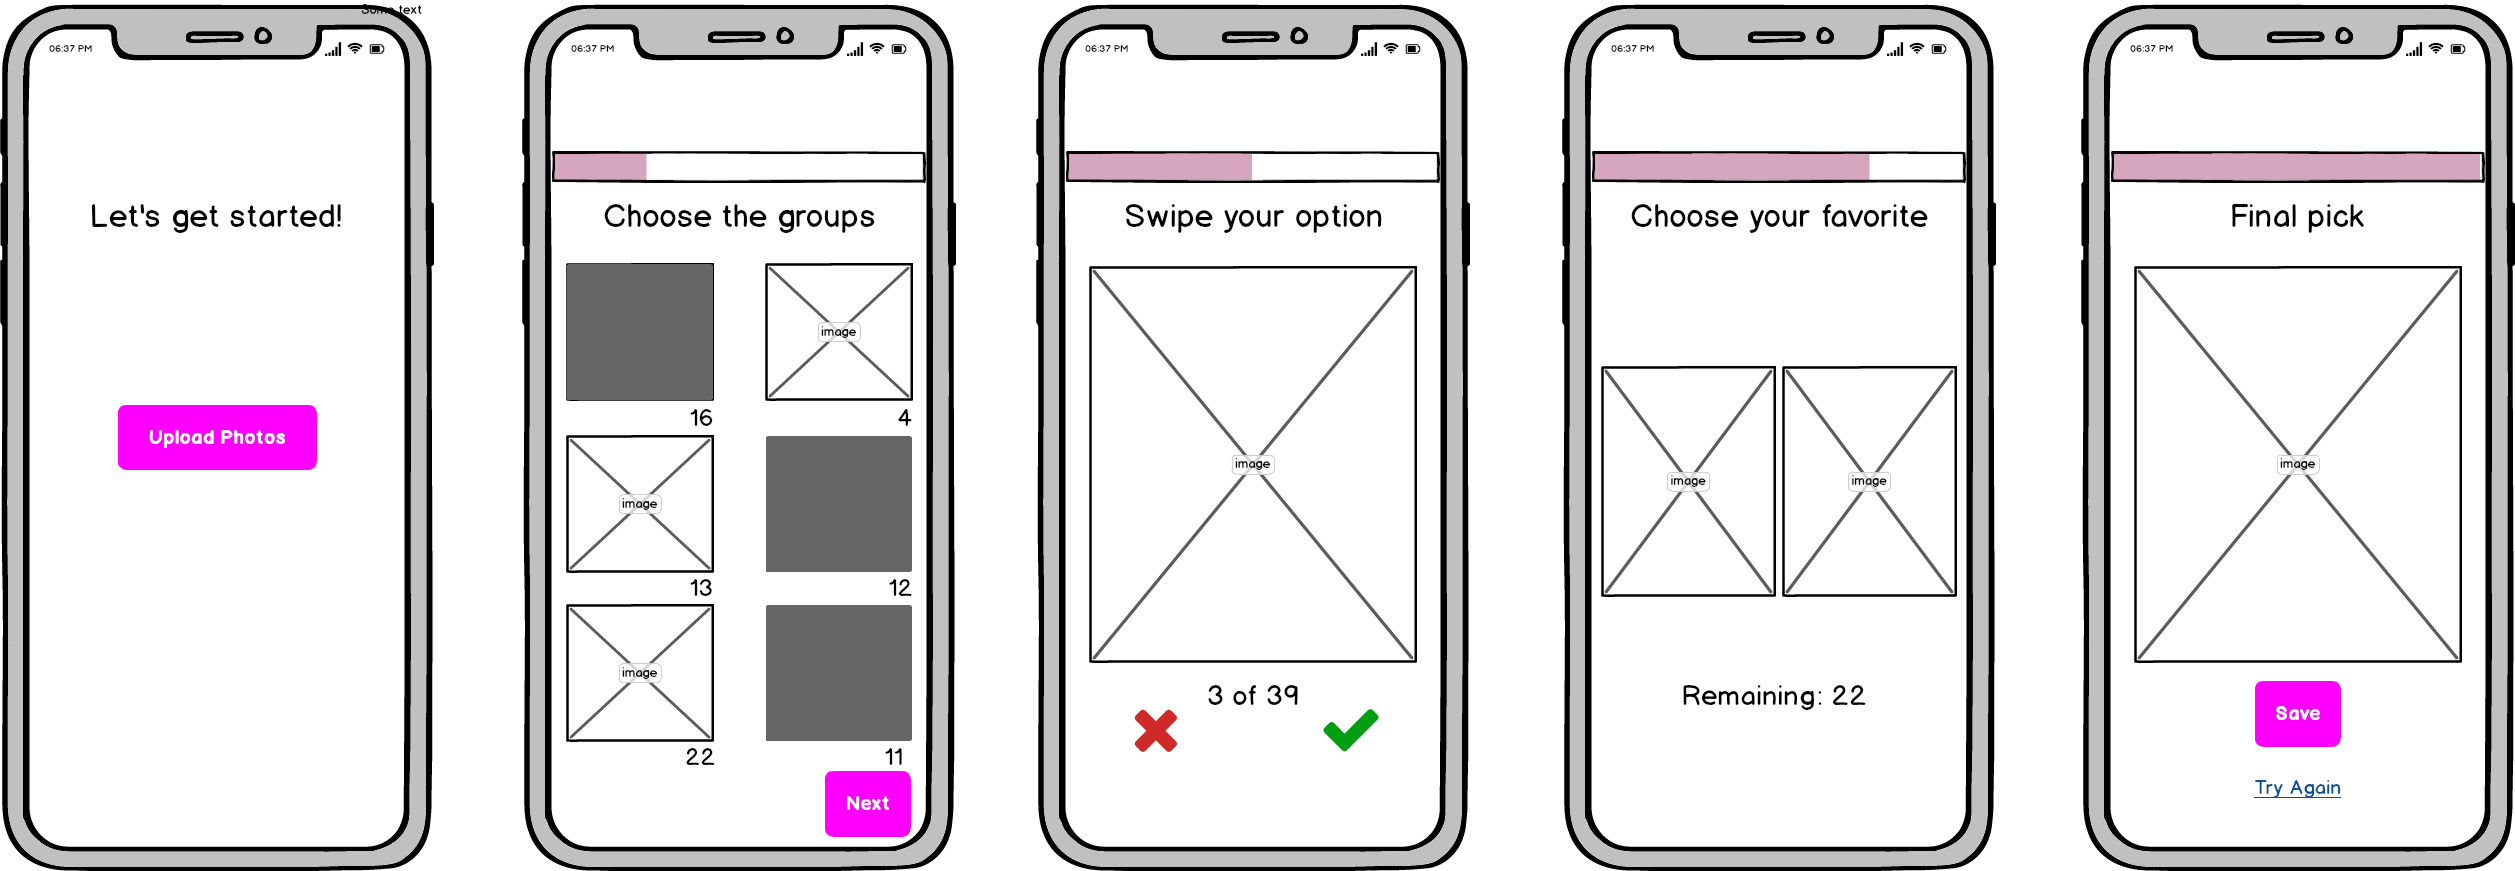 Some text
06:37 PM
Let's get started!
Upload Photos
06:37 PM
Choose the groups
image
16
4
image
13
12
image
22
11
Next
06:37 PM
Swipe your option
image
3 of 39
06:37 PM
Choose your favorite
image
image
Remaining: 22
06:37 PM
Final pick
image
Save
Try Again